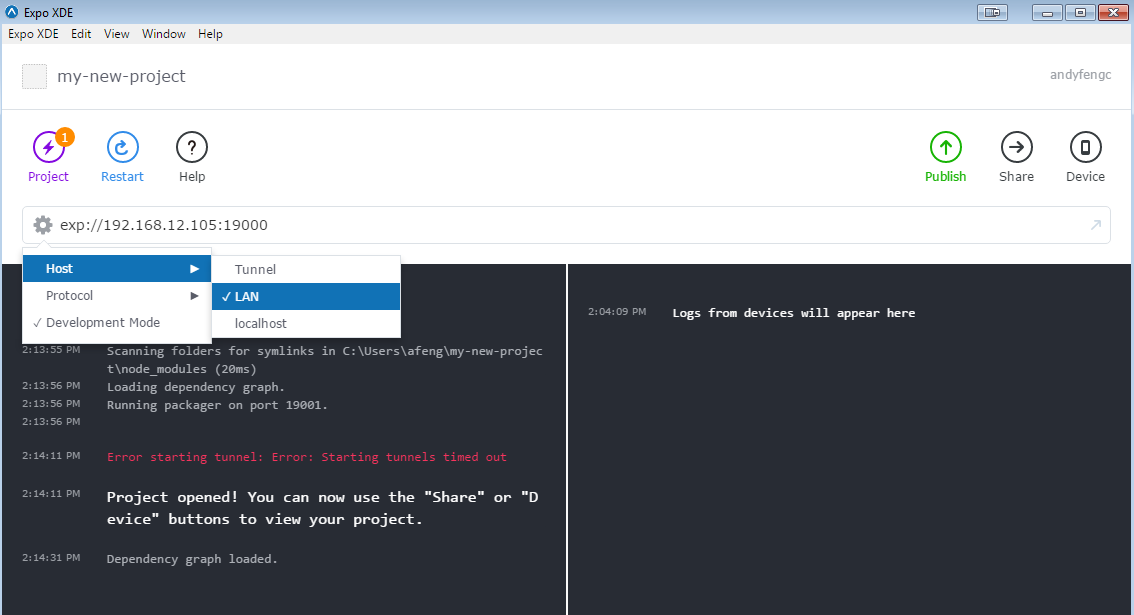 Expo XDE
Expo XDE Edit View Window Help
my-new-project
andyfengc
1
Project Restart Help Publish Share Device
exp://192.168.12.105:19000
Host
Protocol
✓ Development Mode
Tunnel
✓ LAN
localhost
2:13:55 PM Scanning folders for symlinks in C:\Users\afeng\my-new-projec
t\node_modules (20ms)
2:13:56 PM Loading dependency graph.
2:13:56 PM Running packager on port 19001.
2:13:56 PM
2:14:11 PM Error starting tunnel: Error: Starting tunnels timed out
2:14:11 PM Project opened! You can now use the "Share" or "D
evice" buttons to view your project.
2:14:31 PM Dependency graph loaded.
2:04:09 PM Logs from devices will appear here